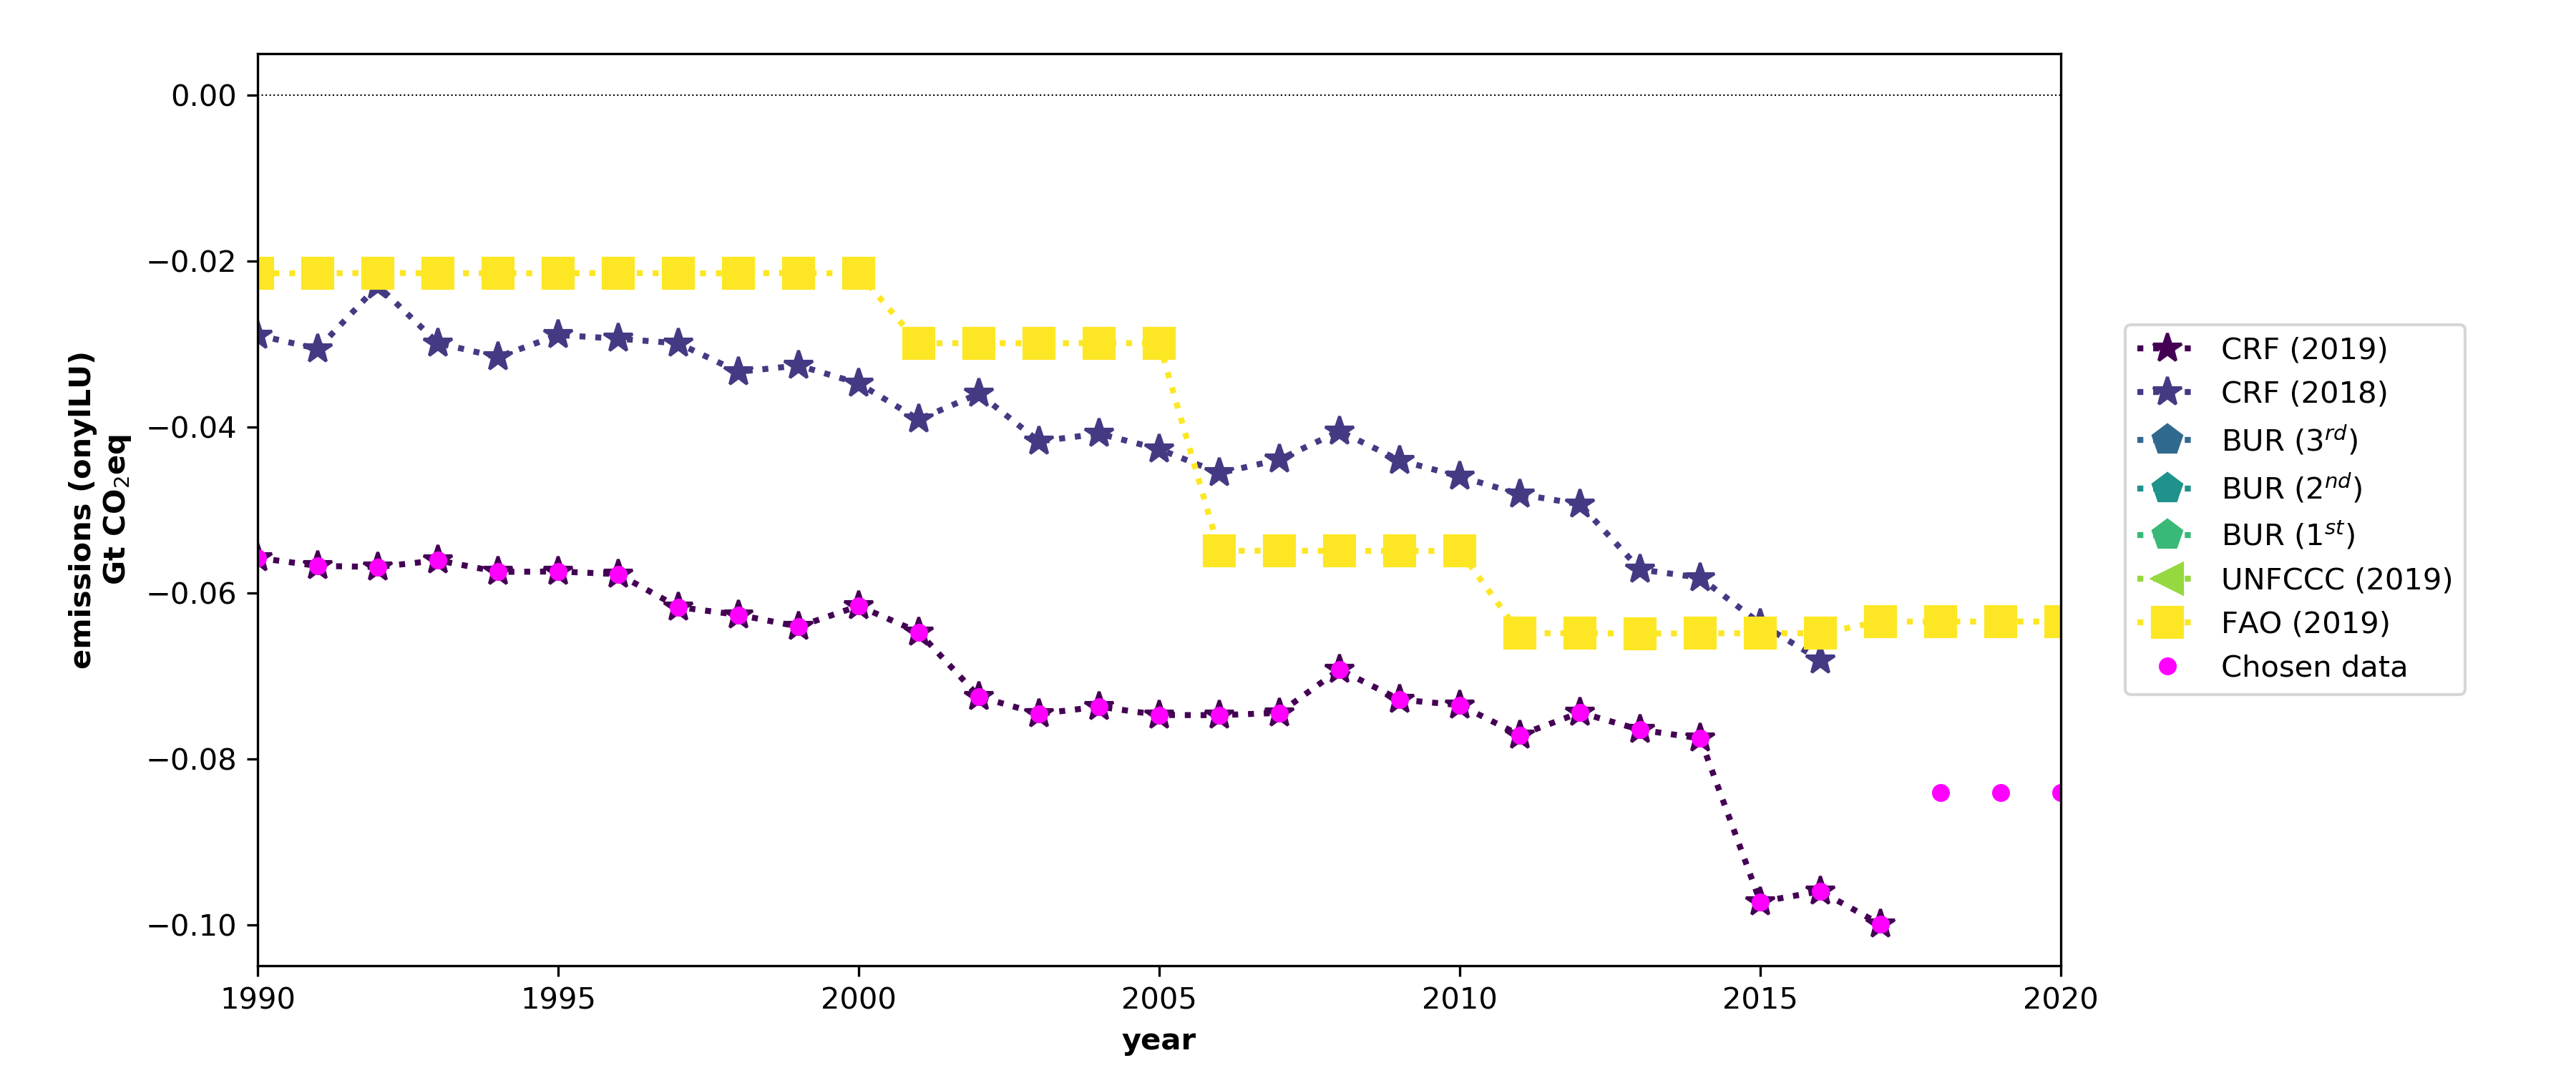 emissions (onylLU)
Gt CO₂eq
0.00
−0.02
−0.04
−0.06
−0.08
−0.10
1990
1995
2000
2005
2010
2015
2020
year
CRF (2019)
CRF (2018)
BUR (3ʳᵈ)
BUR (2ⁿᵈ)
BUR (1ˢᵗ)
UNFCCC (2019)
FAO (2019)
Chosen data